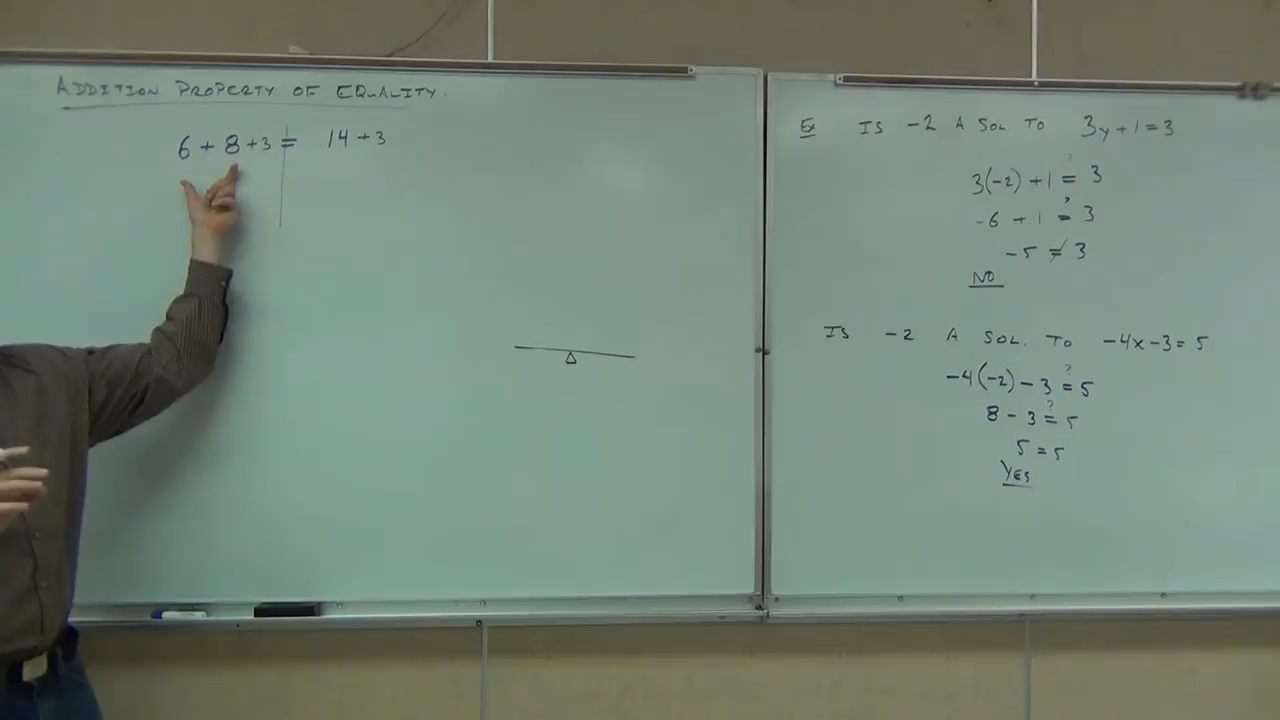 ADDITION PROPERTY OF EQUALITY.
6 + 8 + 3 = 14 + 3
Ex IS -2 A SOL TO 3y + 1 = 3
3(-2) + 1 ?= 3
-6 + 1 ?= 3
-5 ≠ 3
NO
IS -2 A SOL. TO -4x - 3 = 5
-4(-2) - 3 ?= 5
8 - 3 ?= 5
5 = 5
YES